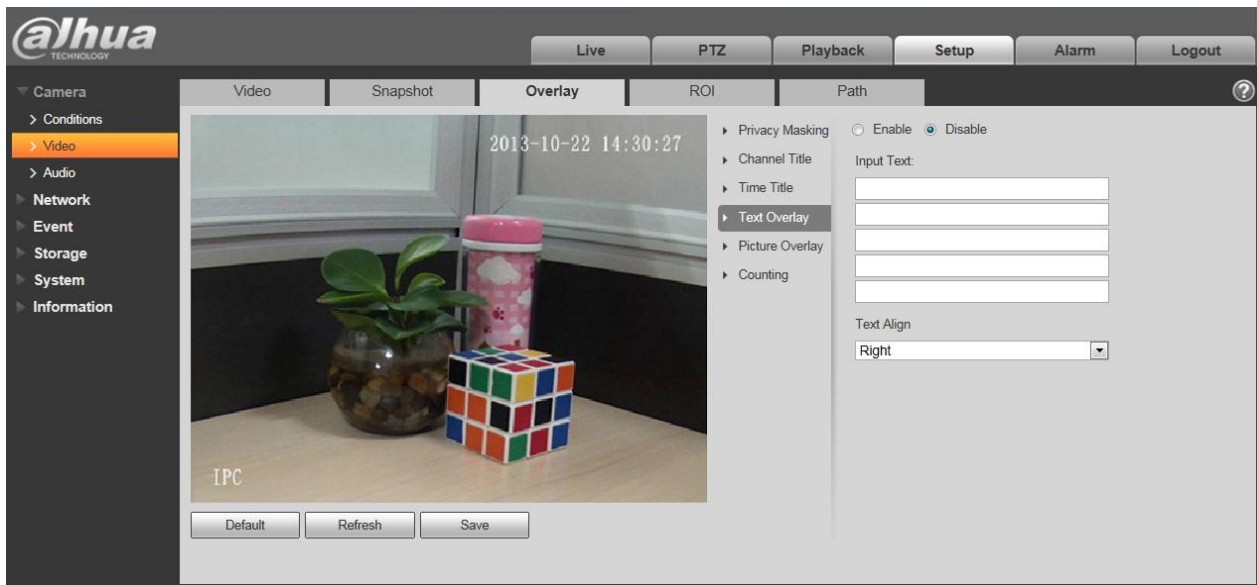 alhua
TECHNOLOGY
Live PTZ Playback Setup Alarm Logout
Camera
Conditions
Video
Audio
Network
Event
Storage
System
Information
Video Snapshot Overlay ROI Path
2013-10-22 14:30:27
IPC
Default Refresh Save
Privacy Masking
Channel Title
Time Title
Text Overlay
Picture Overlay
Counting
Enable Disable
Input Text:
Text Align
Right
?